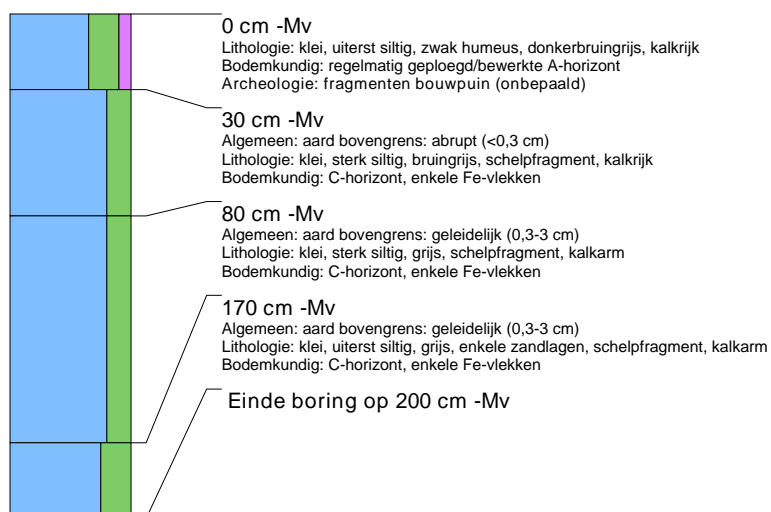 0 cm -Mv
Lithologie: klei, uiterst siltig, zwak humeus, donkerbruingrijs, kalkrijk
Bodemkundig: regelmatig geploegd/bewerkte A-horizont
Archeologie: fragmenten bouwpuin (onbepaald)
30 cm -Mv
Algemeen: aard bovengrens: abrupt (<0,3 cm)
Lithologie: klei, sterk siltig, bruingrijs, schelpfragment, kalkrijk
Bodemkundig: C-horizont, enkele Fe-vlekken
80 cm -Mv
Algemeen: aard bovengrens: geleidelijk (0,3-3 cm)
Lithologie: klei, sterk siltig, grijs, schelpfragment, kalkarm
Bodemkundig: C-horizont, enkele Fe-vlekken
170 cm -Mv
Algemeen: aard bovengrens: geleidelijk (0,3-3 cm)
Lithologie: klei, uiterst siltig, grijs, enkele zandlagen, schelpfragment, kalkarm
Bodemkundig: C-horizont, enkele Fe-vlekken
Einde boring op 200 cm -Mv